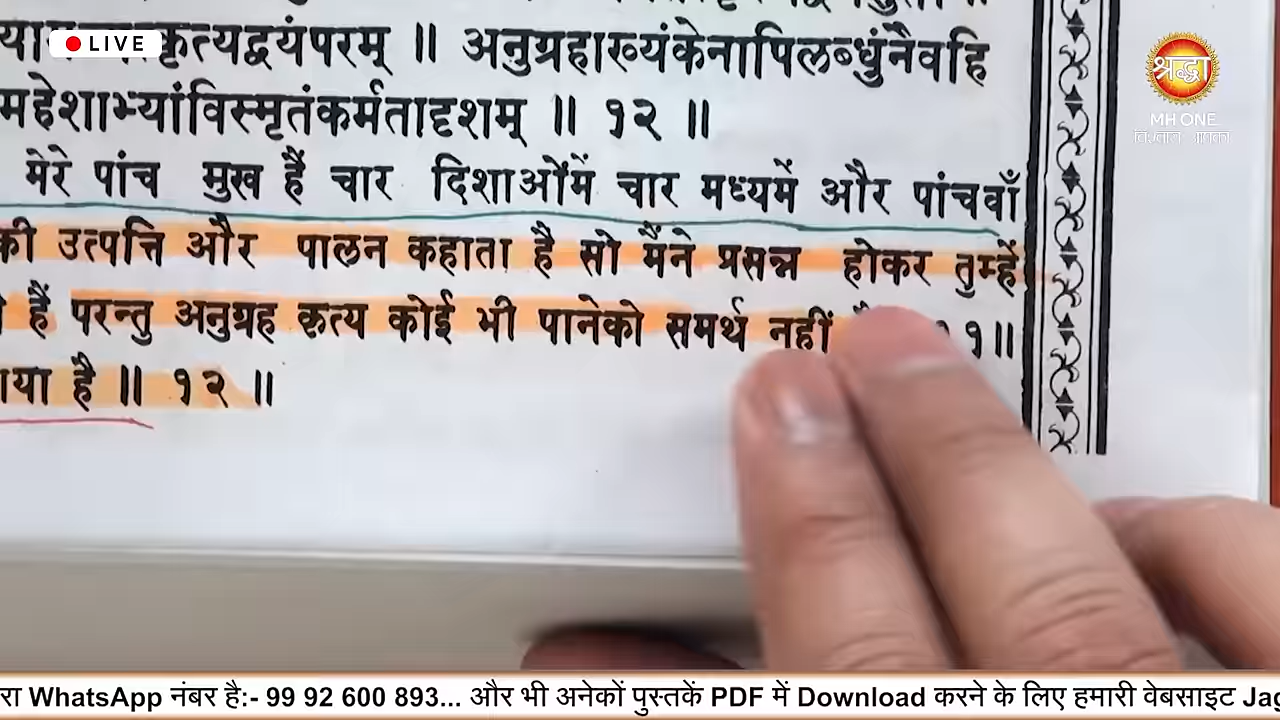 LIVE
कृत्यद्वयंपरम् ॥ अनुग्रहाख्यंकेनापिलब्धुंनैवहि
महेशाभ्यांविस्मृतंकर्मतादृशम् ॥ १२ ॥
मेरे पांच मुख हैं चार दिशाओंमें चार मध्यमें और पांचवाँ
की उत्पत्ति और पालन कहाता है सो मैंने प्रसन्न होकर तुम्हें
हैं परन्तु अनुग्रह कृत्य कोई भी पानेको समर्थ नहीं १॥
है ॥ १२ ॥
श्रद्धा
MH ONE
WhatsApp नंबर है:- 99 92 600 893... और भी अनेकों पुस्तकें PDF में Download करने के लिए हमारी वेबसाइट Jag